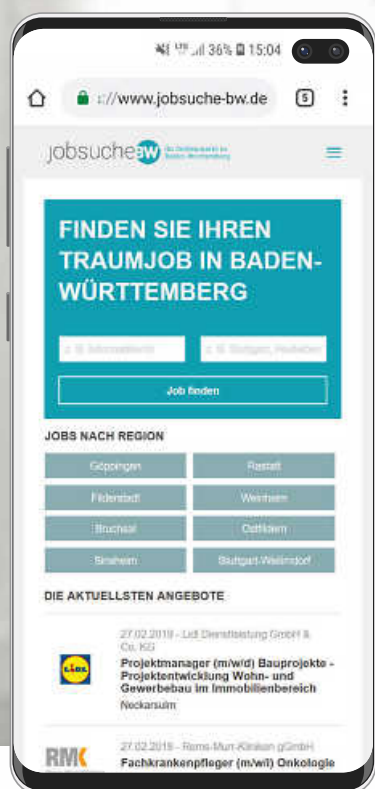 36% 15:04
://www.jobsuche-bw.de 5
jobsuche BW
FINDEN SIE IHREN
TRAUMJOB IN BADEN-
WÜRTTEMBERG
Job finden
JOBS NACH REGION
Göppingen Rastatt
Filderstadt Weinheim
Bruchsal Ostfildern
Sinsheim Stuttgart-Weilimdorf
DIE AKTUELLSTEN ANGEBOTE
27.02.2019 - Lidl Dienstleistung GmbH &
Co. KG
LIDL
Projektmanager (m/w/d) Bauprojekte -
Projektentwicklung Wohn- und
Gewerbebau im Immobilienbereich
Neckarsulm
RMK
27.02.2019 - Rems-Murr-Kliniken gGmbH
Fachkrankenpfleger (m/w/i) Onkologie